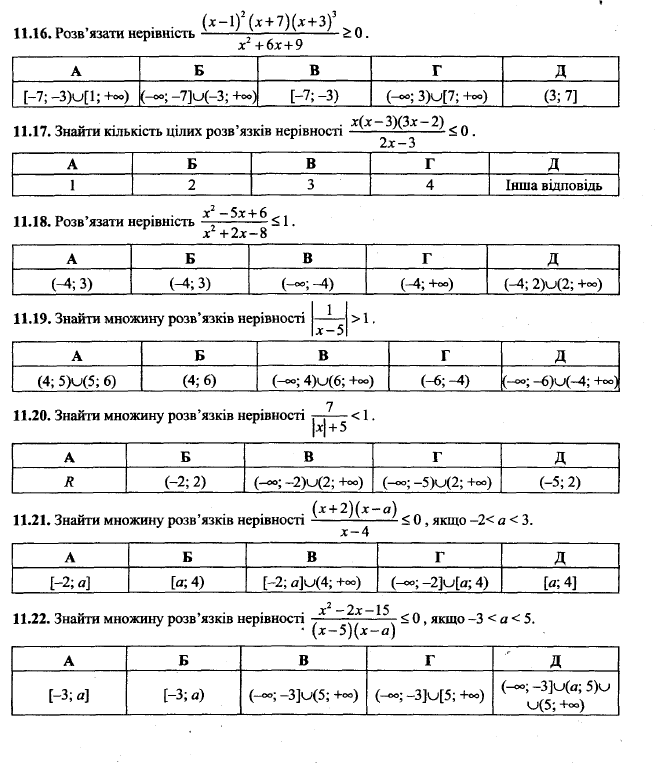 11.16. Розв'язати нерівність (x−1)²(x+7)(x+3)³ / x²+6x+9 ≥ 0.
А Б В Г Д
[–7; –3)∪[1; +∞) (–∞; –7]∪(–3; +∞) [–7; –3) (–∞; 3)∪[7; +∞) (3; 7]
11.17. Знайти кількість цілих розв'язків нерівності x(x−3)(3x−2) / 2x−3 ≤ 0.
А Б В Г Д
1 2 3 4 Інша відповідь
11.18. Розв'язати нерівність x²−5x+6 / x²+2x−8 ≤ 1.
А Б В Г Д
(–4; 3) (–4; 3) (–∞; –4) (–4; +∞) (–4; 2)∪(2; +∞)
11.19. Знайти множину розв'язків нерівності |1 / x−5| > 1.
А Б В Г Д
(4; 5)∪(5; 6) (4; 6) (–∞; 4)∪(6; +∞) (–6; –4) (–∞; –6)∪(–4; +∞)
11.20. Знайти множину розв'язків нерівності 7 / |x|+5 < 1.
А Б В Г Д
R (–2; 2) (–∞; –2)∪(2; +∞) (–∞; –5)∪(2; +∞) (–5; 2)
11.21. Знайти множину розв'язків нерівності (x+2)(x−a) / x−4 ≤ 0, якщо –2< a < 3.
А Б В Г Д
[–2; a] [a; 4) [–2; a]∪(4; +∞) (–∞; –2]∪[a; 4) [a; 4]
11.22. Знайти множину розв'язків нерівності x²−2x−15 / (x−5)(x−a) ≤ 0, якщо –3 < a < 5.
А Б В Г Д
[–3; a] [–3; a) (–∞; –3]∪(5; +∞) (–∞; –3]∪[5; +∞) (–∞; –3]∪(a; 5)∪
∪(5; +∞)